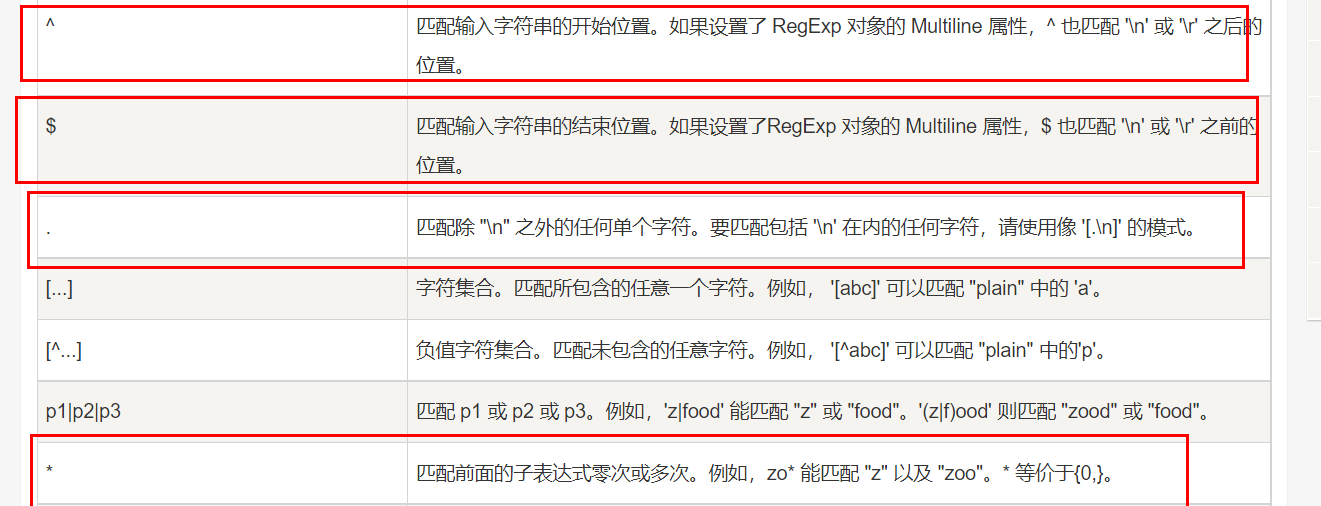 ^ 匹配输入字符串的开始位置。如果设置了 RegExp 对象的 Multiline 属性，^ 也匹配 '\n' 或 '\r' 之后的
位置。
$ 匹配输入字符串的结束位置。如果设置了RegExp 对象的 Multiline 属性，$ 也匹配 '\n' 或 '\r' 之前的
位置。
. 匹配除 "\n" 之外的任何单个字符。要匹配包括 '\n' 在内的任何字符，请使用像 '[.\n]' 的模式。
[...] 字符集合。匹配所包含的任意一个字符。例如， '[abc]' 可以匹配 "plain" 中的 'a'。
[^...] 负值字符集合。匹配未包含的任意字符。例如， '[^abc]' 可以匹配 "plain" 中的'p'。
p1|p2|p3 匹配 p1 或 p2 或 p3。例如，'z|food' 能匹配 "z" 或 "food"。'(z|f)ood' 则匹配 "zood" 或 "food"。
* 匹配前面的子表达式零次或多次。例如，zo* 能匹配 "z" 以及 "zoo"。* 等价于{0,}。